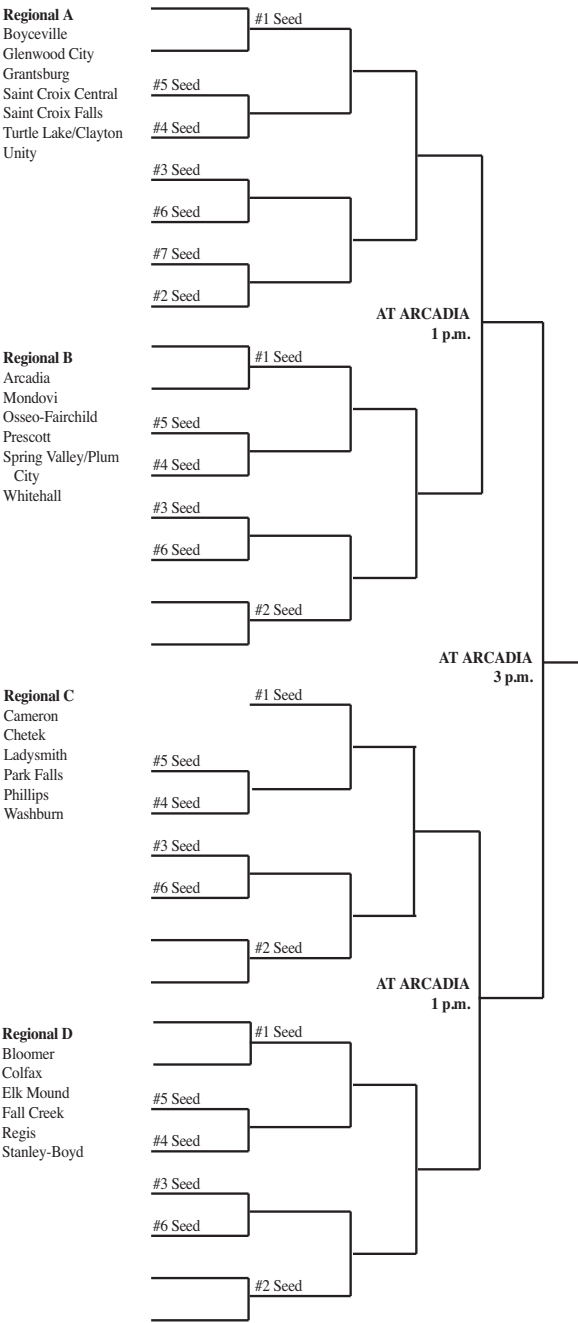 Regional A
Boyceville
Glenwood City
Grantsburg
Saint Croix Central
Saint Croix Falls
Turtle Lake/Clayton
Unity
#1 Seed
#5 Seed
#4 Seed
#3 Seed
#6 Seed
#7 Seed
#2 Seed
AT ARCADIA
1 p.m.
Regional B
Arcadia
Mondovi
Osseo-Fairchild
Prescott
Spring Valley/Plum
City
Whitehall
#1 Seed
#5 Seed
#4 Seed
#3 Seed
#6 Seed
#2 Seed
AT ARCADIA
3 p.m.
Regional C
Cameron
Chetek
Ladysmith
Park Falls
Phillips
Washburn
#1 Seed
#5 Seed
#4 Seed
#3 Seed
#6 Seed
#2 Seed
AT ARCADIA
1 p.m.
Regional D
Bloomer
Colfax
Elk Mound
Fall Creek
Regis
Stanley-Boyd
#1 Seed
#5 Seed
#4 Seed
#3 Seed
#6 Seed
#2 Seed